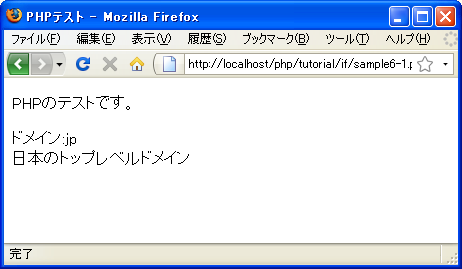 PHPテスト - Mozilla Firefox
ファイル(F) 編集(E) 表示(V) 履歴(S) ブックマーク(B) ツール(T) ヘルプ(H)
http://localhost/php/tutorial/if/sample6-1.p
PHPのテストです。
ドメイン:jp
日本のトップレベルドメイン
完了